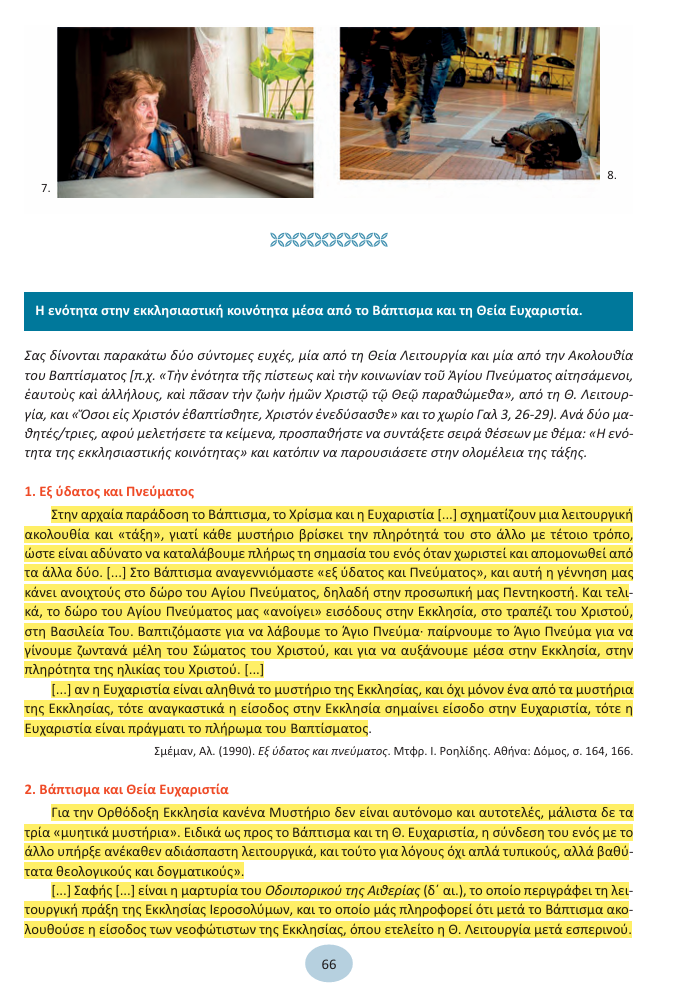 7.
8.
Η ενότητα στην εκκλησιαστική κοινότητα μέσα από το Βάπτισμα και τη Θεία Ευχαριστία.
Σας δίνονται παρακάτω δύο σύντομες ευχές, μία από τη Θεία Λειτουργία και μία από την Ακολουθία
του Βαπτίσματος [π.χ. «Τὴν ἑνότητα τῆς πίστεως καὶ τὴν κοινωνίαν τοῦ Ἁγίου Πνεύματος αἰτησάμενοι,
ἑαυτοὺς καὶ ἀλλήλους, καὶ πᾶσαν τὴν ζωὴν ἡμῶν Χριστῷ τῷ Θεῷ παραθώμεθα», από τη Θ. Λειτουρ-
γία, και «Ὅσοι εἰς Χριστόν ἐβαπτίσθητε, Χριστόν ἐνεδύσασθε» και το χωρίο Γαλ 3, 26-29). Ανά δύο μα-
θητές/τριες, αφού μελετήσετε τα κείμενα, προσπαθήστε να συντάξετε σειρά θέσεων με θέμα: «Η ενό-
τητα της εκκλησιαστικής κοινότητας» και κατόπιν να παρουσιάσετε στην ολομέλεια της τάξης.
1. Εξ ύδατος και Πνεύματος
Στην αρχαία παράδοση το Βάπτισμα, το Χρίσμα και η Ευχαριστία [...] σχηματίζουν μια λειτουργική
ακολουθία και «τάξη», γιατί κάθε μυστήριο βρίσκει την πληρότητά του στο άλλο με τέτοιο τρόπο,
ώστε είναι αδύνατο να καταλάβουμε πλήρως τη σημασία του ενός όταν χωριστεί και απομονωθεί από
τα άλλα δύο. [...] Στο Βάπτισμα αναγεννιόμαστε «εξ ύδατος και Πνεύματος», και αυτή η γέννηση μας
κάνει ανοιχτούς στο δώρο του Αγίου Πνεύματος, δηλαδή στην προσωπική μας Πεντηκοστή. Και τελι-
κά, το δώρο του Αγίου Πνεύματος μας «ανοίγει» εισόδους στην Εκκλησία, στο τραπέζι του Χριστού,
στη Βασιλεία Του. Βαπτιζόμαστε για να λάβουμε το Άγιο Πνεύμα· παίρνουμε το Άγιο Πνεύμα για να
γίνουμε ζωντανά μέλη του Σώματος του Χριστού, και για να αυξάνουμε μέσα στην Εκκλησία, στην
πληρότητα της ηλικίας του Χριστού. [...]
[...] αν η Ευχαριστία είναι αληθινά το μυστήριο της Εκκλησίας, και όχι μόνον ένα από τα μυστήρια
της Εκκλησίας, τότε αναγκαστικά η είσοδος στην Εκκλησία σημαίνει είσοδο στην Ευχαριστία, τότε η
Ευχαριστία είναι πράγματι το πλήρωμα του Βαπτίσματος.
Σμέμαν, Αλ. (1990). Εξ ύδατος και πνεύματος. Μτφρ. Ι. Ροηλίδης. Αθήνα: Δόμος, σ. 164, 166.
2. Βάπτισμα και Θεία Ευχαριστία
Για την Ορθόδοξη Εκκλησία κανένα Μυστήριο δεν είναι αυτόνομο και αυτοτελές, μάλιστα δε τα
τρία «μυητικά μυστήρια». Ειδικά ως προς το Βάπτισμα και τη Θ. Ευχαριστία, η σύνδεση του ενός με το
άλλο υπήρξε ανέκαθεν αδιάσπαστη λειτουργικά, και τούτο για λόγους όχι απλά τυπικούς, αλλά βαθύ-
τατα θεολογικούς και δογματικούς».
[...] Σαφής [...] είναι η μαρτυρία του Οδοιπορικού της Αιθερίας (δ΄ αι.), το οποίο περιγράφει τη λει-
τουργική πράξη της Εκκλησίας Ιεροσολύμων, και το οποίο μάς πληροφορεί ότι μετά το Βάπτισμα ακο-
λουθούσε η είσοδος των νεοφώτιστων της Εκκλησίας, όπου ετελείτο η Θ. Λειτουργία μετά εσπερινού.
66